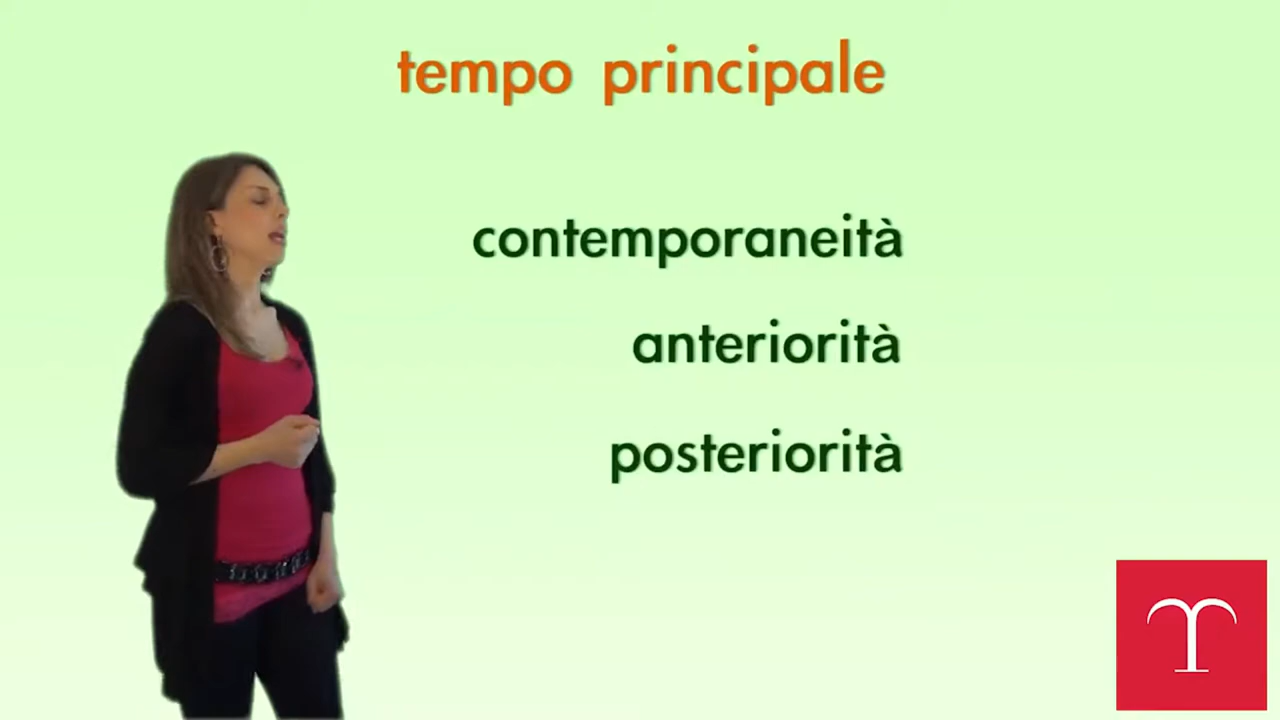 tempo principale
contemporaneità
anteriorità
posteriorità